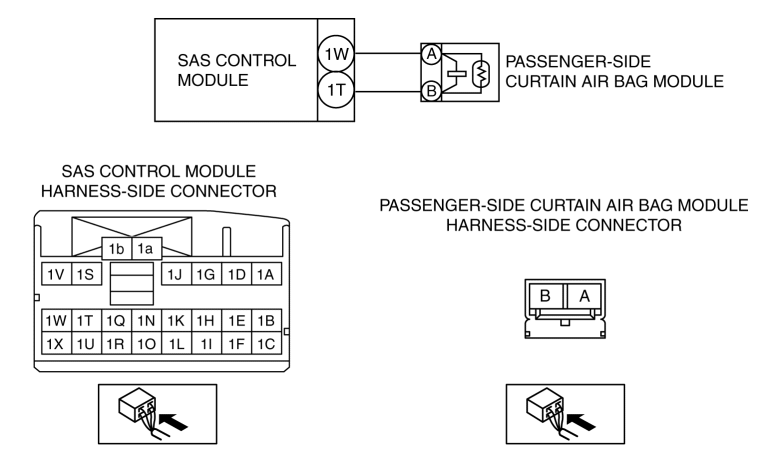 SAS CONTROL
MODULE
1W
1T
A
B
PASSENGER-SIDE
CURTAIN AIR BAG MODULE
SAS CONTROL MODULE
HARNESS-SIDE CONNECTOR
1b 1a
1V 1S 1J 1G 1D 1A
1W 1T 1Q 1N 1K 1H 1E 1B
1X 1U 1R 1O 1L 1I 1F 1C
PASSENGER-SIDE CURTAIN AIR BAG MODULE
HARNESS-SIDE CONNECTOR
B A